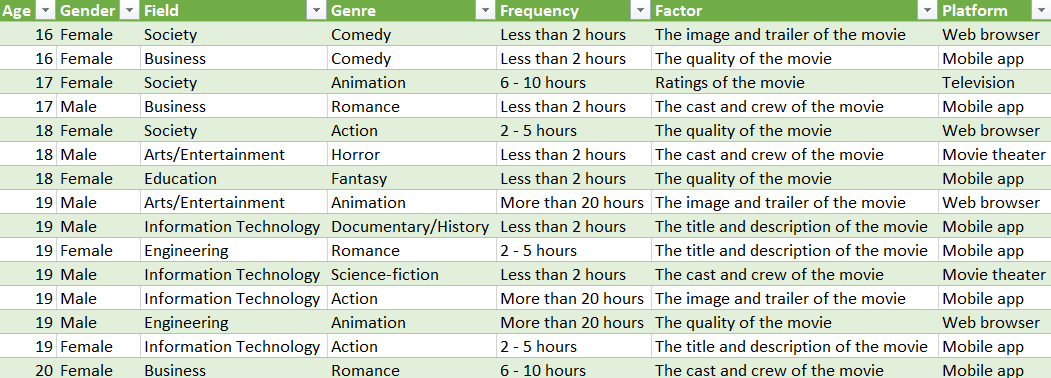 Age Gender Field Genre Frequency Factor Platform
16 Female Society Comedy Less than 2 hours The image and trailer of the movie Web browser
16 Female Business Comedy Less than 2 hours The quality of the movie Mobile app
17 Female Society Animation 6 - 10 hours Ratings of the movie Television
17 Male Business Romance Less than 2 hours The cast and crew of the movie Mobile app
18 Female Society Action 2 - 5 hours The quality of the movie Web browser
18 Male Arts/Entertainment Horror Less than 2 hours The cast and crew of the movie Movie theater
18 Female Education Fantasy Less than 2 hours The quality of the movie Mobile app
19 Male Arts/Entertainment Animation More than 20 hours The image and trailer of the movie Web browser
19 Male Information Technology Documentary/History Less than 2 hours The title and description of the movie Mobile app
19 Female Engineering Romance 2 - 5 hours The title and description of the movie Mobile app
19 Male Information Technology Science-fiction Less than 2 hours The cast and crew of the movie Movie theater
19 Male Information Technology Action More than 20 hours The image and trailer of the movie Mobile app
19 Male Engineering Animation More than 20 hours The quality of the movie Web browser
19 Female Information Technology Action 2 - 5 hours The title and description of the movie Mobile app
20 Female Business Romance 6 - 10 hours The cast and crew of the movie Mobile app